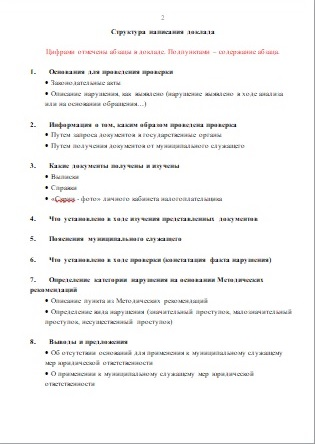 2
Структура написания доклада
Цифрами отмечены абзацы в докладе. Подпунктами – содержание абзаца.
1. Основания для проведения проверки
• Законодательные акты
• Описание нарушения, как выявлено (нарушение выявлено в ходе анализа
или на основании обращения…)
2. Информация о том, каким образом проведена проверка
• Путем запроса документов в государственные органы
• Путем получения документов от муниципального служащего
3. Какие документы получены и изучены
• Выписки
• Справки
• «Скрин - фото» личного кабинета налогоплательщика
4. Что установлено в ходе изучения представленных документов
5. Пояснения муниципального служащего
6. Что установлено в ходе проверки (констатация факта нарушения)
7. Определение категории нарушения на основании Методических
рекомендаций
• Описание пункта из Методических рекомендаций
• Определение вида нарушения (значительный проступок, малозначительный
проступок, несущественный проступок)
8. Выводы и предложения
• Об отсутствии оснований для применения к муниципальному служащему
мер юридической ответственности
• О применении к муниципальному служащему мер юридической
ответственности